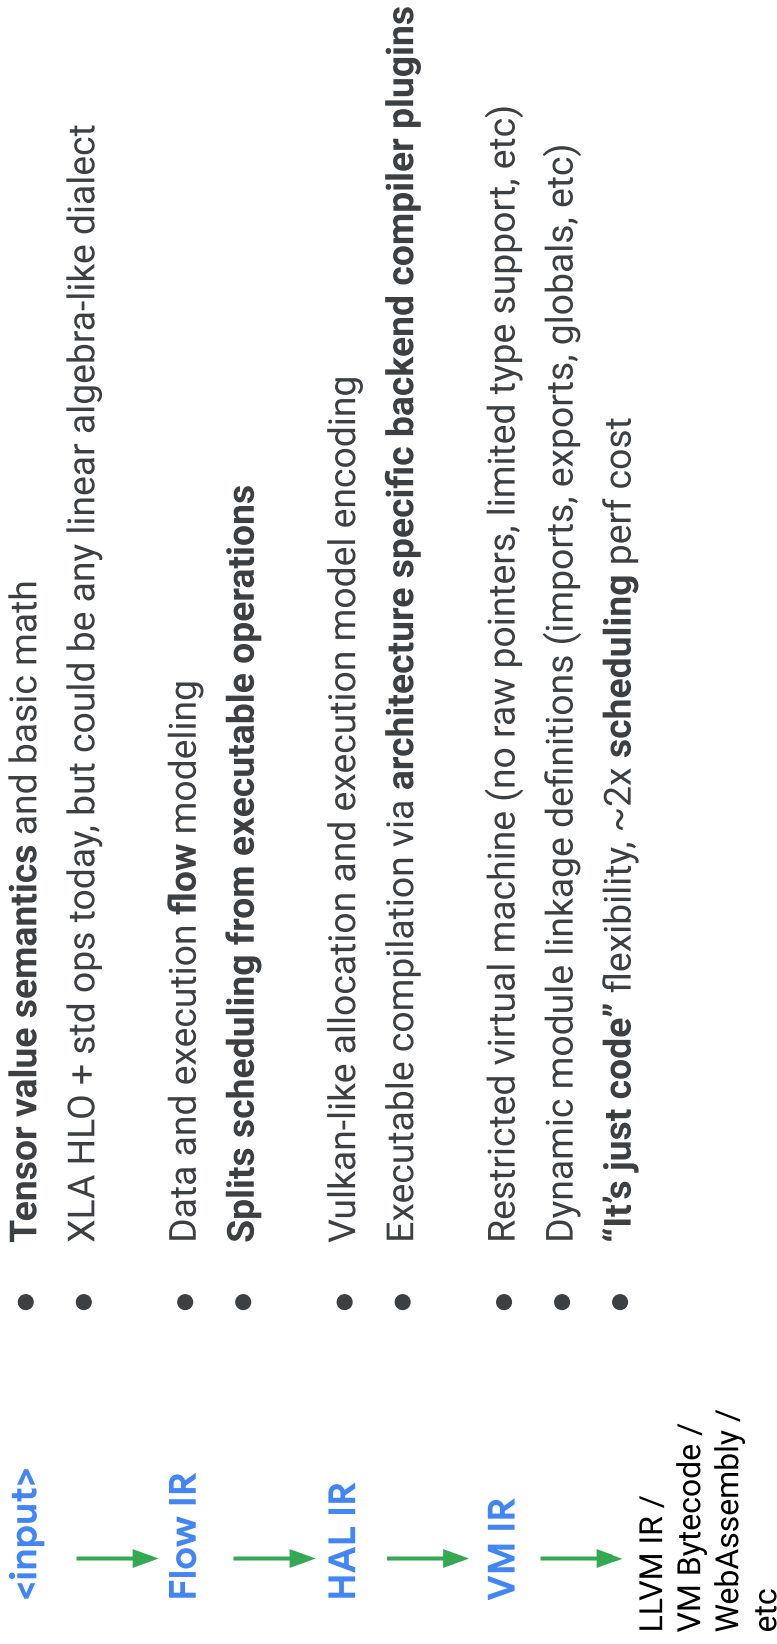 <input>
● Tensor value semantics and basic math
● XLA HLO + std ops today, but could be any linear algebra-like dialect
Flow IR
● Data and execution flow modeling
● Splits scheduling from executable operations
HAL IR
● Vulkan-like allocation and execution model encoding
● Executable compilation via architecture specific backend compiler plugins
VM IR
● Restricted virtual machine (no raw pointers, limited type support, etc)
● Dynamic module linkage definitions (imports, exports, globals, etc)
● “It’s just code” flexibility, ~2x scheduling perf cost
LLVM IR /
VM Bytecode /
WebAssembly /
etc